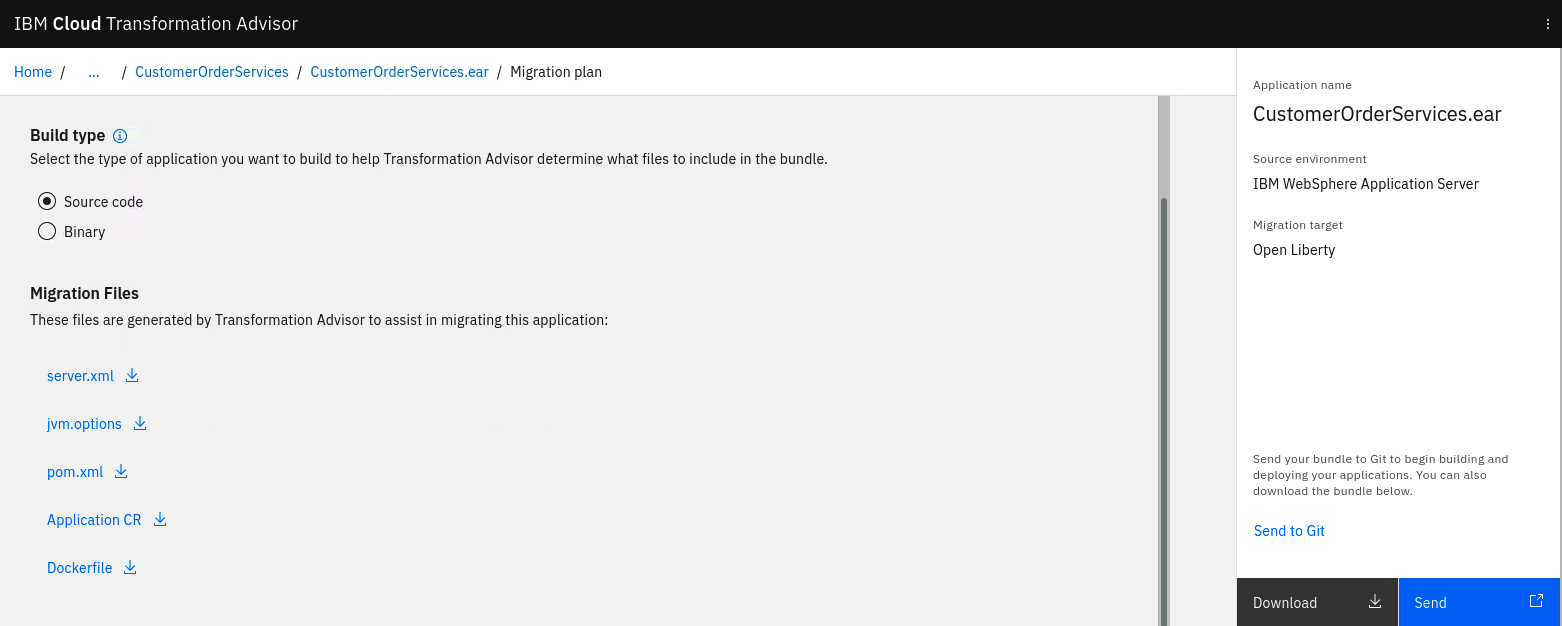 IBM Cloud Transformation Advisor
Home / ... / CustomerOrderServices / CustomerOrderServices.ear / Migration plan
Build type
Select the type of application you want to build to help Transformation Advisor determine what files to include in the bundle.
Source code
Binary
Migration Files
These files are generated by Transformation Advisor to assist in migrating this application:
server.xml
jvm.options
pom.xml
Application CR
Dockerfile
Application name
CustomerOrderServices.ear
Source environment
IBM WebSphere Application Server
Migration target
Open Liberty
Send your bundle to Git to begin building and
deploying your applications. You can also
download the bundle below.
Send to Git
Download
Send